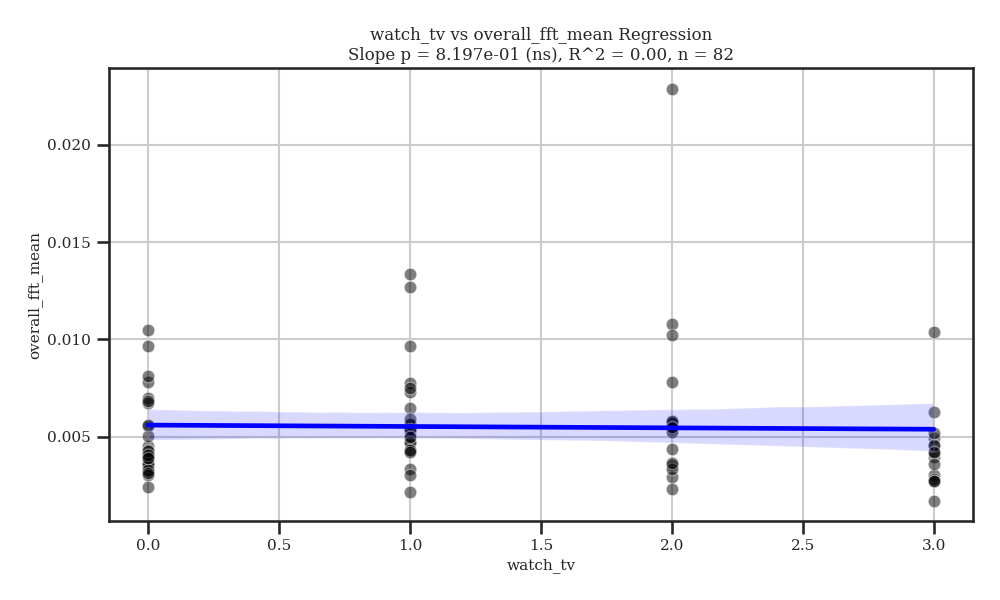 watch_tv vs overall_fft_mean Regression
Slope p = 8.197e-01 (ns), R^2 = 0.00, n = 82
overall_fft_mean
0.020
0.015
0.010
0.005
0.0
0.5
1.0
1.5
2.0
2.5
3.0
watch_tv